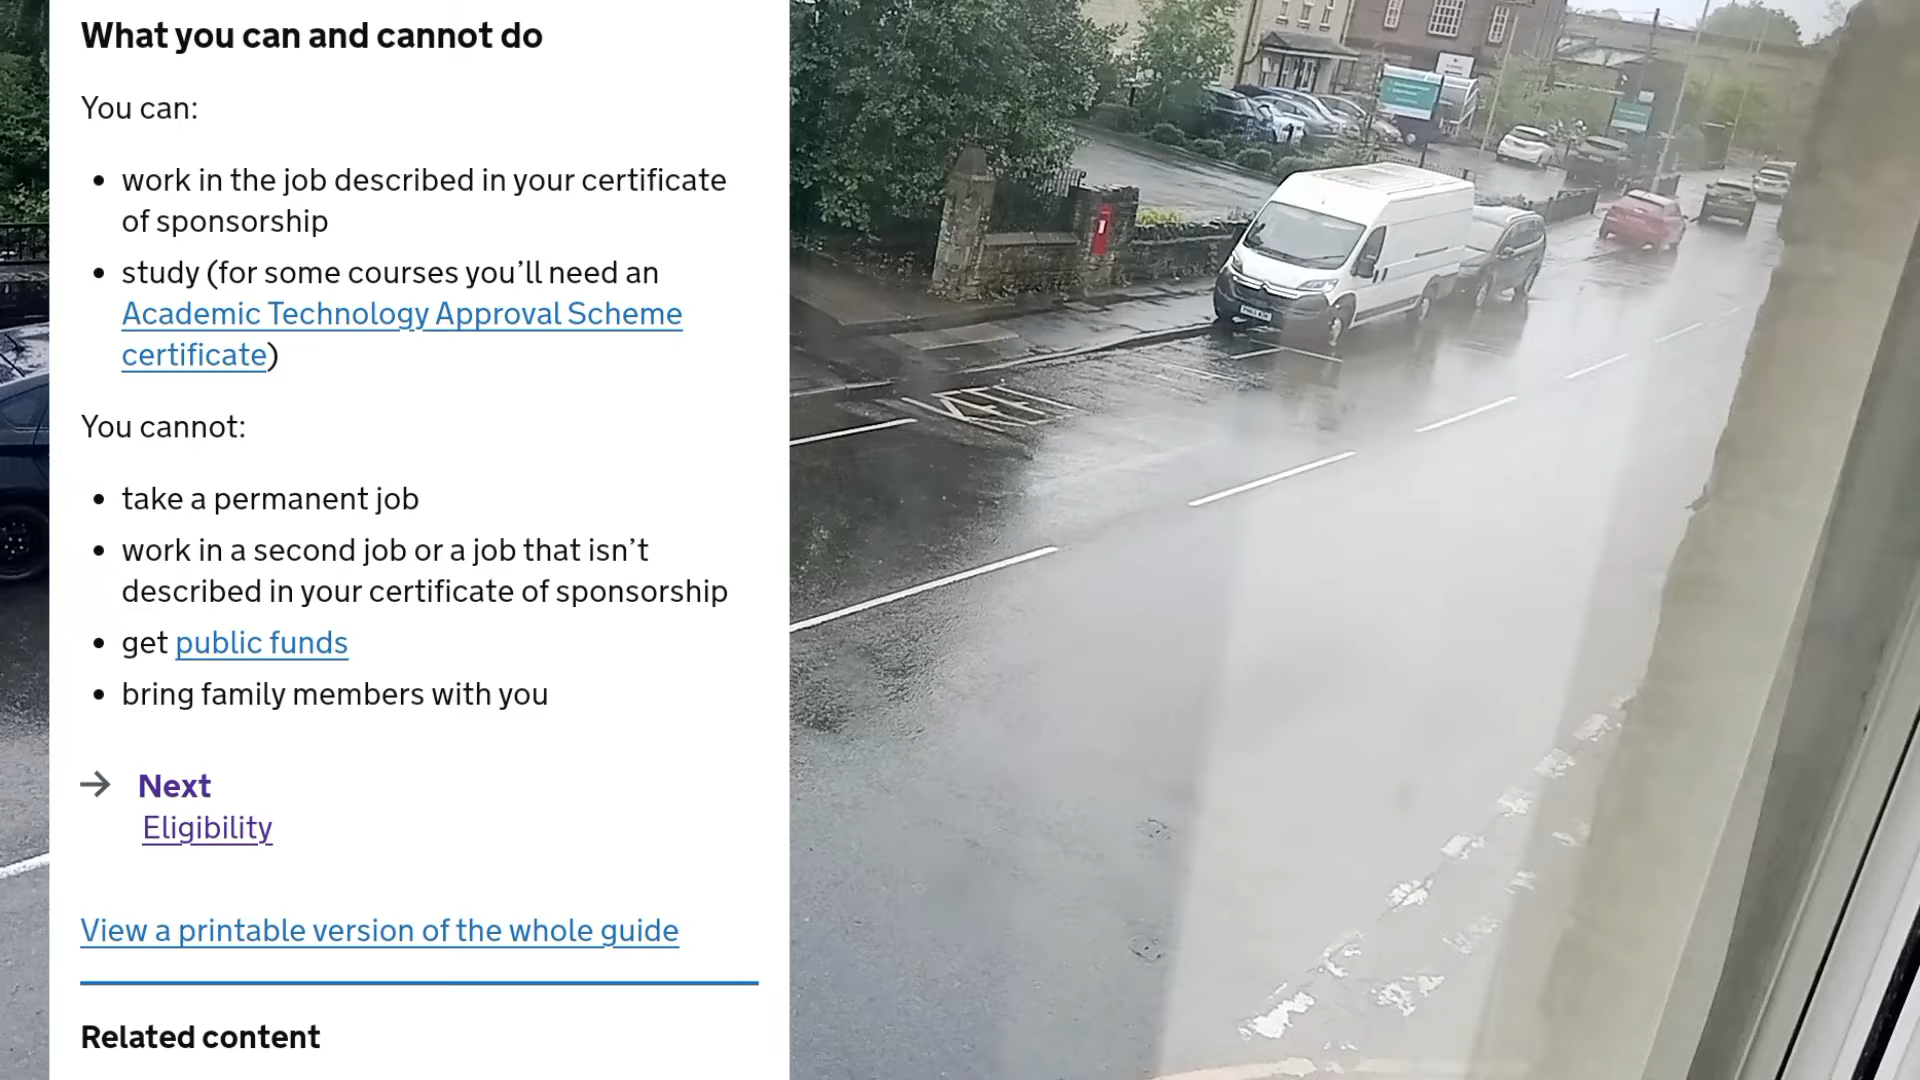 What you can and cannot do
You can:
work in the job described in your certificate
of sponsorship
study (for some courses you’ll need an
Academic Technology Approval Scheme
certificate)
You cannot:
take a permanent job
work in a second job or a job that isn’t
described in your certificate of sponsorship
get public funds
bring family members with you
Next
Eligibility
View a printable version of the whole guide
Related content